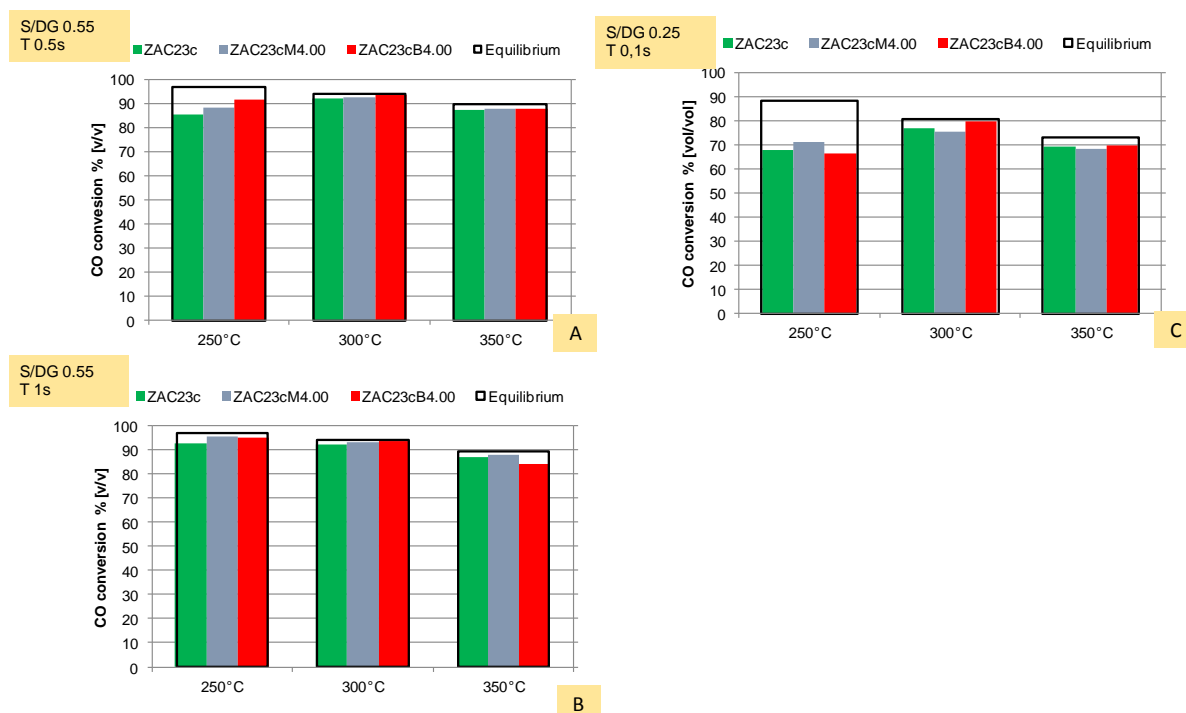 S/DG 0.55
T 0.5s
ZAC23c ZAC23cM4.00 ZAC23cB4.00 Equilibrium
CO convesion % [v/v]
100
90
80
70
60
50
40
30
20
10
0
250°C 300°C 350°C
A
S/DG 0.55
T 1s
ZAC23c ZAC23cM4.00 ZAC23cB4.00 Equilibrium
CO conversion % [v/v]
100
90
80
70
60
50
40
30
20
10
0
250°C 300°C 350°C
B
S/DG 0.25
T 0,1s
ZAC23c ZAC23cM4.00 ZAC23cB4.00 Equilibrium
CO conversion % [vol/vol]
100
90
80
70
60
50
40
30
20
10
0
250°C 300°C 350°C
C